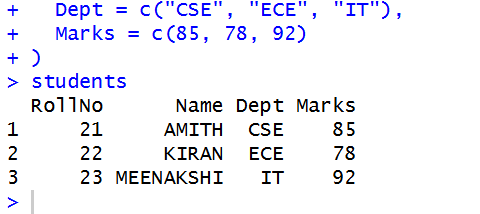 +   Dept = c("CSE", "ECE", "IT"),
+   Marks = c(85, 78, 92)
+ )
> students
  RollNo      Name Dept Marks
1     21     AMITH  CSE    85
2     22     KIRAN  ECE    78
3     23 MEENAKSHI   IT    92
>